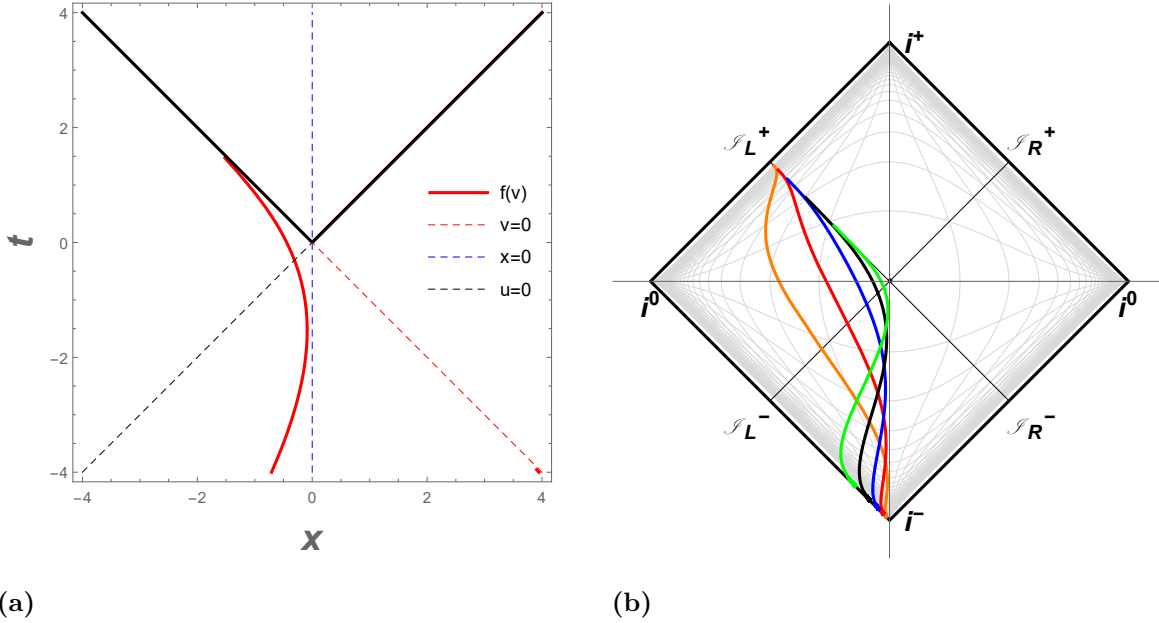 4
2
0
−2
−4
t
−4
−2
0
2
4
x
f(v)
v=0
x=0
u=0
(a)
i⁺
ℐL⁺
ℐR⁺
i⁰
i⁰
ℐL⁻
ℐR⁻
i⁻
(b)